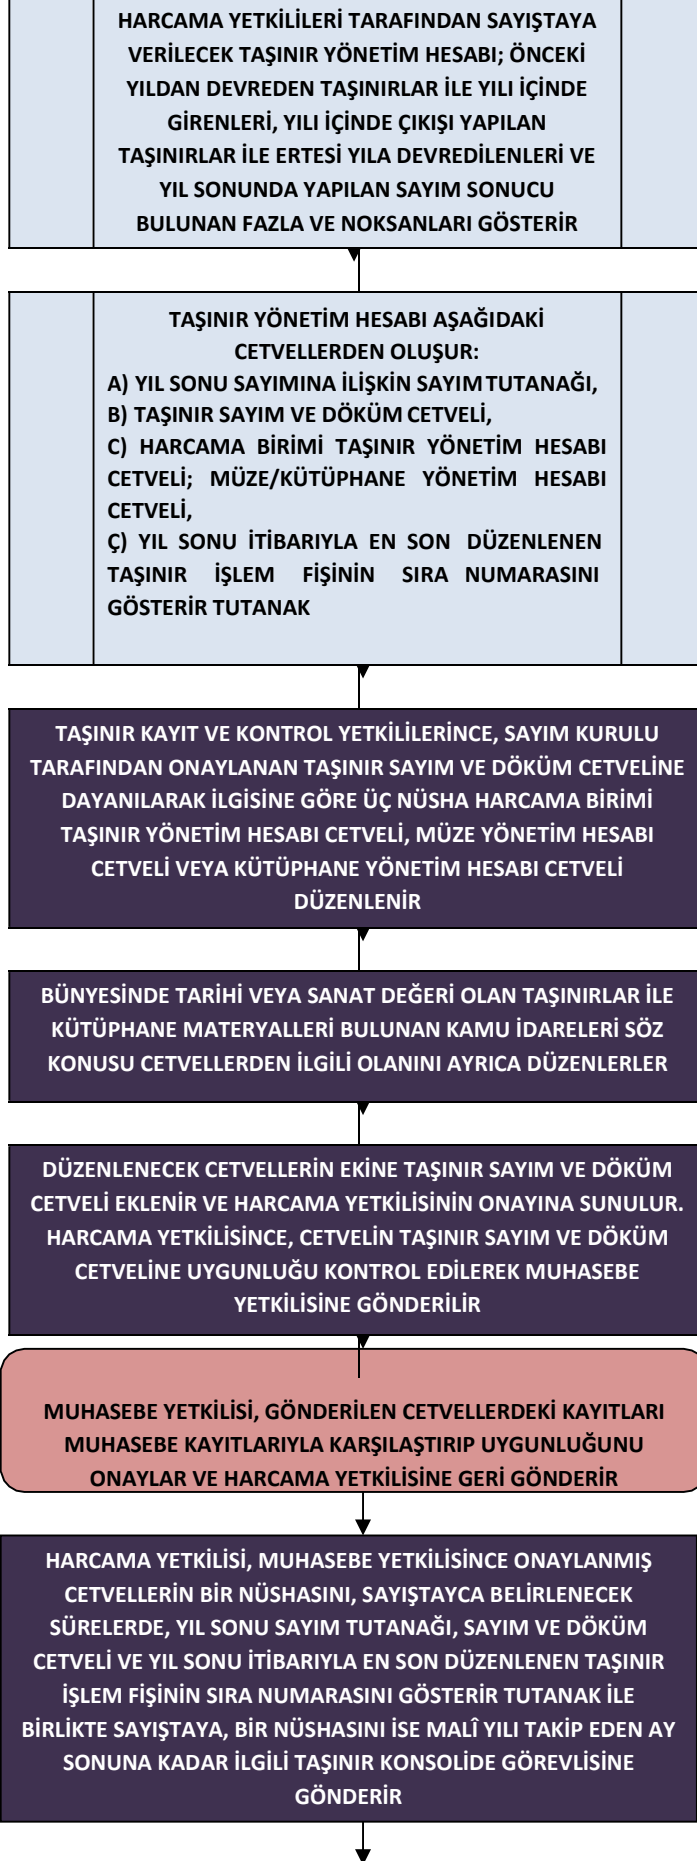 HARCAMA YETKİLİLERİ TARAFINDAN SAYIŞTAYA
VERİLECEK TAŞINIR YÖNETİM HESABI; ÖNCEKİ
YILDAN DEVREDEN TAŞINIRLAR İLE YILI İÇİNDE
GİRENLERİ, YILI İÇİNDE ÇIKIŞI YAPILAN
TAŞINIRLAR İLE ERTESİ YILA DEVREDİLENLERİ VE
YIL SONUNDA YAPILAN SAYIM SONUCU
BULUNAN FAZLA VE NOKSANLARI GÖSTERİR
TAŞINIR YÖNETİM HESABI AŞAĞIDAKİ
CETVELLERDEN OLUŞUR:
A) YIL SONU SAYIMINA İLİŞKİN SAYIM TUTANAĞI,
B) TAŞINIR SAYIM VE DÖKÜM CETVELİ,
C) HARCAMA BİRİMİ TAŞINIR YÖNETİM HESABI
CETVELİ; MÜZE/KÜTÜPHANE YÖNETİM HESABI
CETVELİ,
Ç) YIL SONU İTİBARIYLA EN SON DÜZENLENEN
TAŞINIR İŞLEM FİŞİNİN SIRA NUMARASINI
GÖSTERİR TUTANAK
TAŞINIR KAYIT VE KONTROL YETKİLİLERİNCE, SAYIM KURULU
TARAFINDAN ONAYLANAN TAŞINIR SAYIM VE DÖKÜM CETVELİNE
DAYANILARAK İLGİSİNE GÖRE ÜÇ NÜSHA HARCAMA BİRİMİ
TAŞINIR YÖNETİM HESABI CETVELİ, MÜZE YÖNETİM HESABI
CETVELİ VEYA KÜTÜPHANE YÖNETİM HESABI CETVELİ
DÜZENLENİR
BÜNYESİNDE TARİHİ VEYA SANAT DEĞERİ OLAN TAŞINIRLAR İLE
KÜTÜPHANE MATERYALLERİ BULUNAN KAMU İDARELERİ SÖZ
KONUSU CETVELLERDEN İLGİLİ OLANINI AYRICA DÜZENLERLER
DÜZENLENECEK CETVELLERİN EKİNE TAŞINIR SAYIM VE DÖKÜM
CETVELİ EKLENİR VE HARCAMA YETKİLİSİNİN ONAYINA SUNULUR.
HARCAMA YETKİLİSİNCE, CETVELİN TAŞINIR SAYIM VE DÖKÜM
CETVELİNE UYGUNLUĞU KONTROL EDİLEREK MUHASEBE
YETKİLİSİNE GÖNDERİLİR
MUHASEBE YETKİLİSİ, GÖNDERİLEN CETVELLERDEKİ KAYITLARI
MUHASEBE KAYITLARIYLA KARŞILAŞTIRIP UYGUNLUĞUNU
ONAYLAR VE HARCAMA YETKİLİSİNE GERİ GÖNDERİR
HARCAMA YETKİLİSİ, MUHASEBE YETKİLİSİNCE ONAYLANMIŞ
CETVELLERİN BİR NÜSHASINI, SAYIŞTAYCA BELİRLENECEK
SÜRELERDE, YIL SONU SAYIM TUTANAĞI, SAYIM VE DÖKÜM
CETVELİ VE YIL SONU İTİBARIYLA EN SON DÜZENLENEN TAŞINIR
İŞLEM FİŞİNİN SIRA NUMARASINI GÖSTERİR TUTANAK İLE
BİRLİKTE SAYIŞTAYA, BİR NÜSHASINI İSE MALÎ YILI TAKİP EDEN AY
SONUNA KADAR İLGİLİ TAŞINIR KONSOLİDE GÖREVLİSİNE
GÖNDERİR